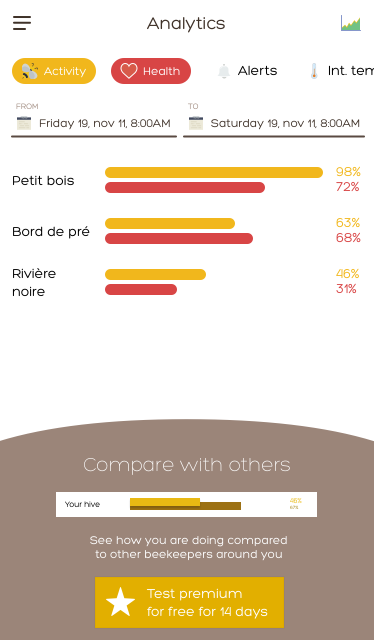 Analytics
Activity
Health
Alerts
Int. tem
FROM
TO
Friday 19, nov 11, 8:00AM
Saturday 19, nov 11, 8:00AM
Petit bois
98%
72%
Bord de pré
63%
68%
Rivière
noire
46%
31%
Compare with others
Your hive
46%
67%
See how you are doing compared
to other beekeepers around you
Test premium
for free for 14 days